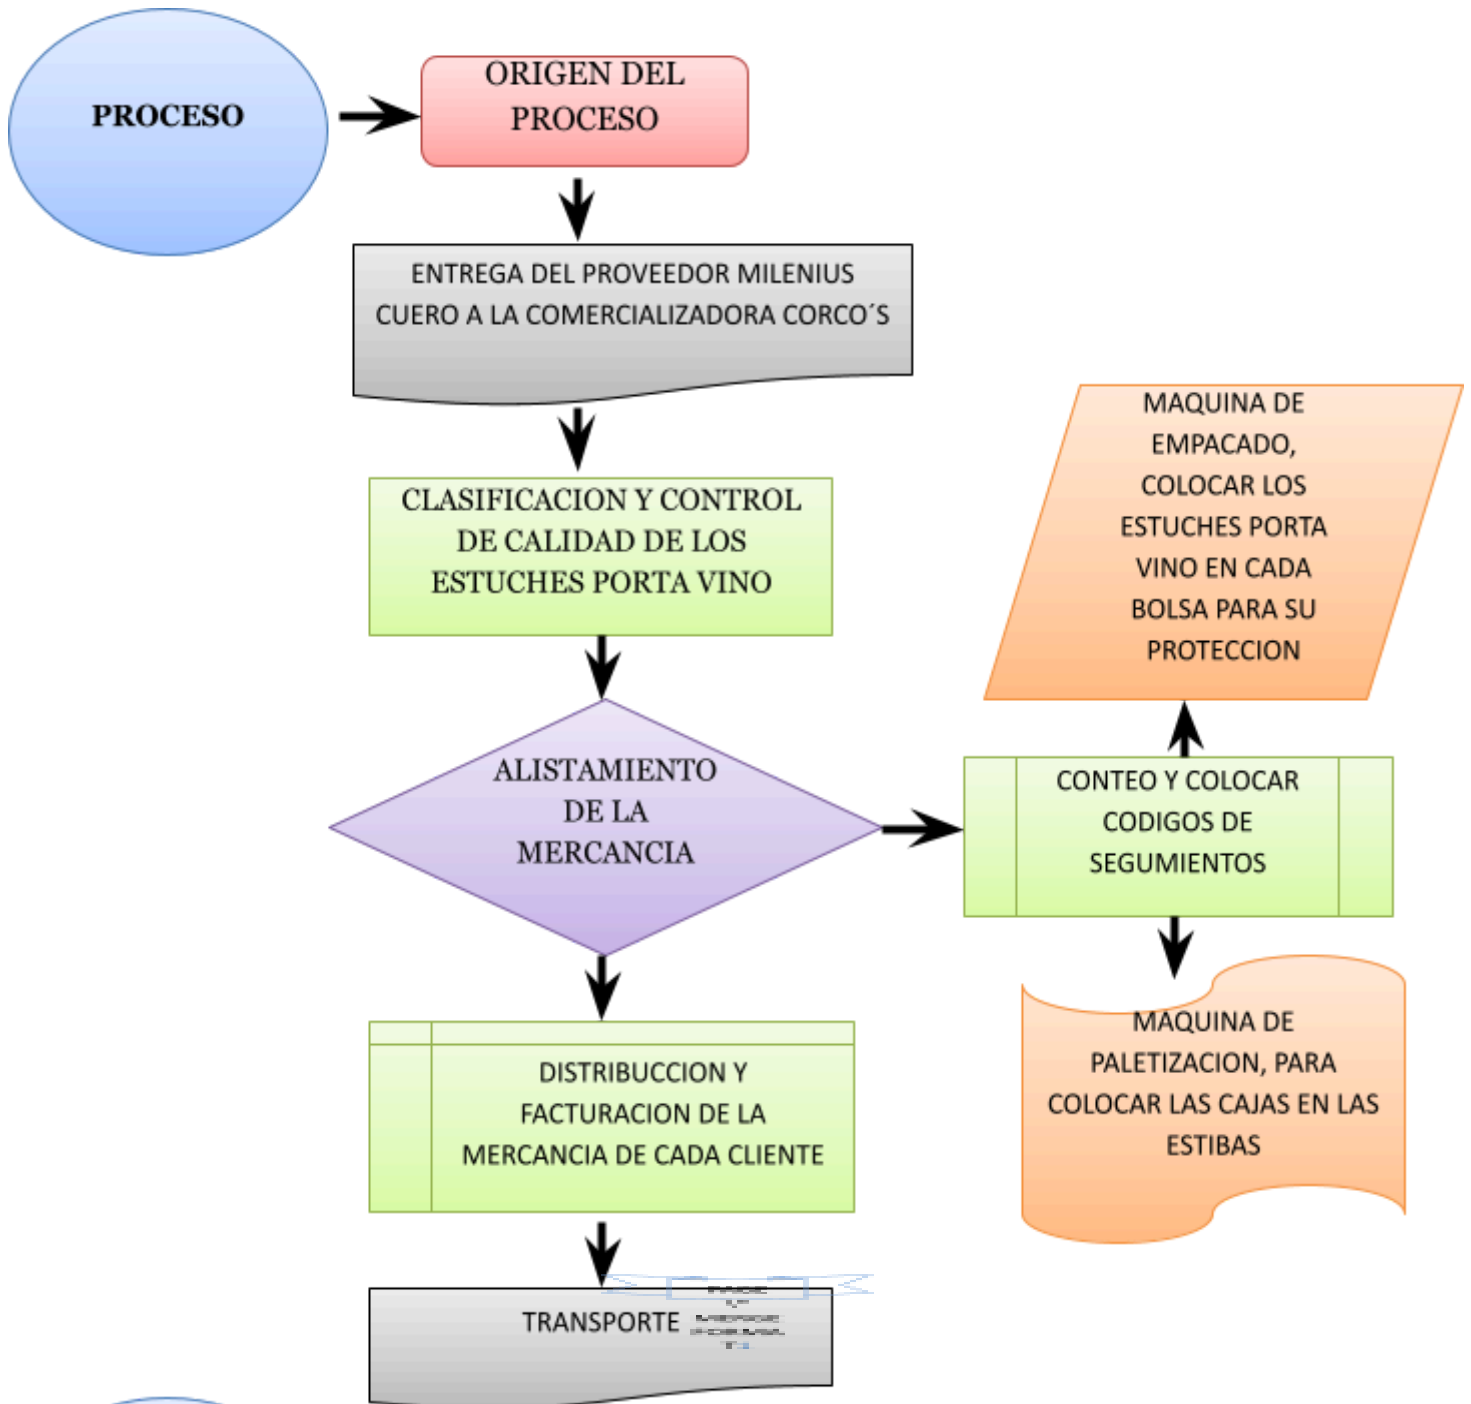 PROCESO
ORIGEN DEL
PROCESO
ENTREGA DEL PROVEEDOR MILENIUS
CUERO A LA COMERCIALIZADORA CORCO´S
CLASIFICACION Y CONTROL
DE CALIDAD DE LOS
ESTUCHES PORTA VINO
MAQUINA DE
EMPACADO,
COLOCAR LOS
ESTUCHES PORTA
VINO EN CADA
BOLSA PARA SU
PROTECCION
ALISTAMIENTO
DE LA
MERCANCIA
CONTEO Y COLOCAR
CODIGOS DE
SEGUMIENTOS
MAQUINA DE
PALETIZACION, PARA
COLOCAR LAS CAJAS EN LAS
ESTIBAS
DISTRIBUCCION Y
FACTURACION DE LA
MERCANCIA DE CADA CLIENTE
TRANSPORTE